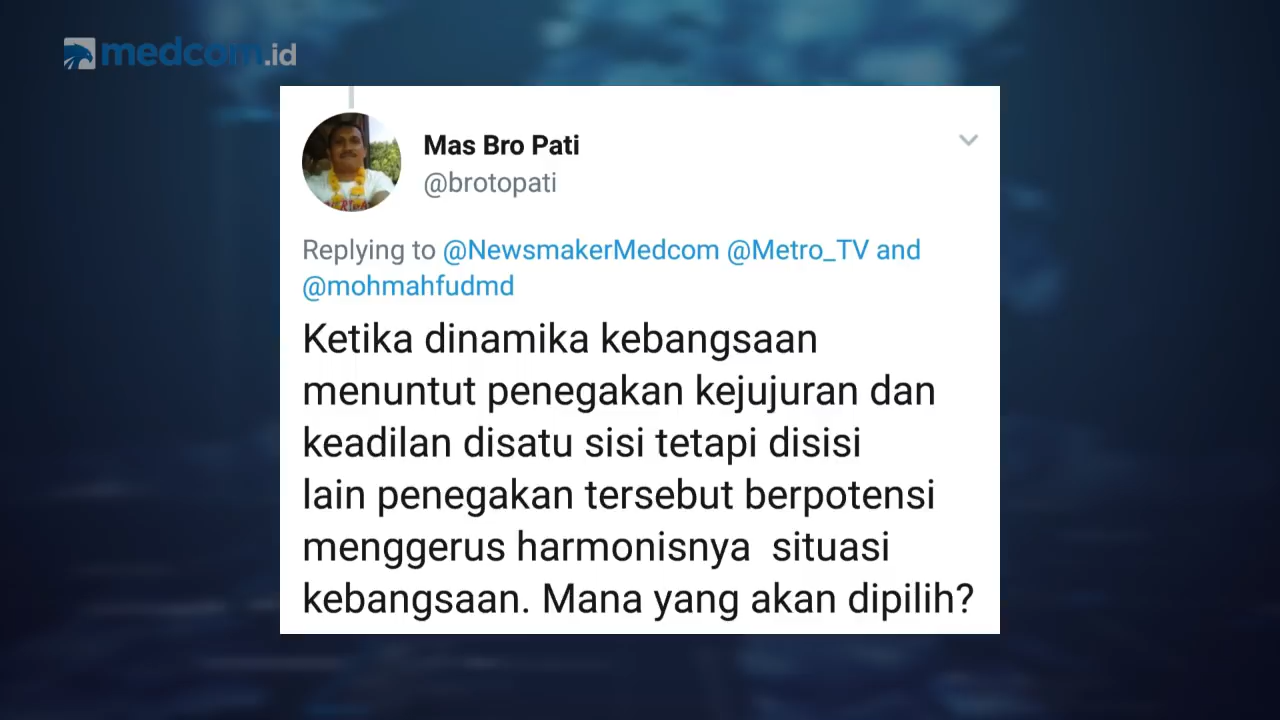 medcom.id
Mas Bro Pati
@brotopati
Replying to @NewsmakerMedcom @Metro_TV and
@mohmahfudmd
Ketika dinamika kebangsaan
menuntut penegakan kejujuran dan
keadilan disatu sisi tetapi disisi
lain penegakan tersebut berpotensi
menggerus harmonisnya  situasi
kebangsaan. Mana yang akan dipilih?